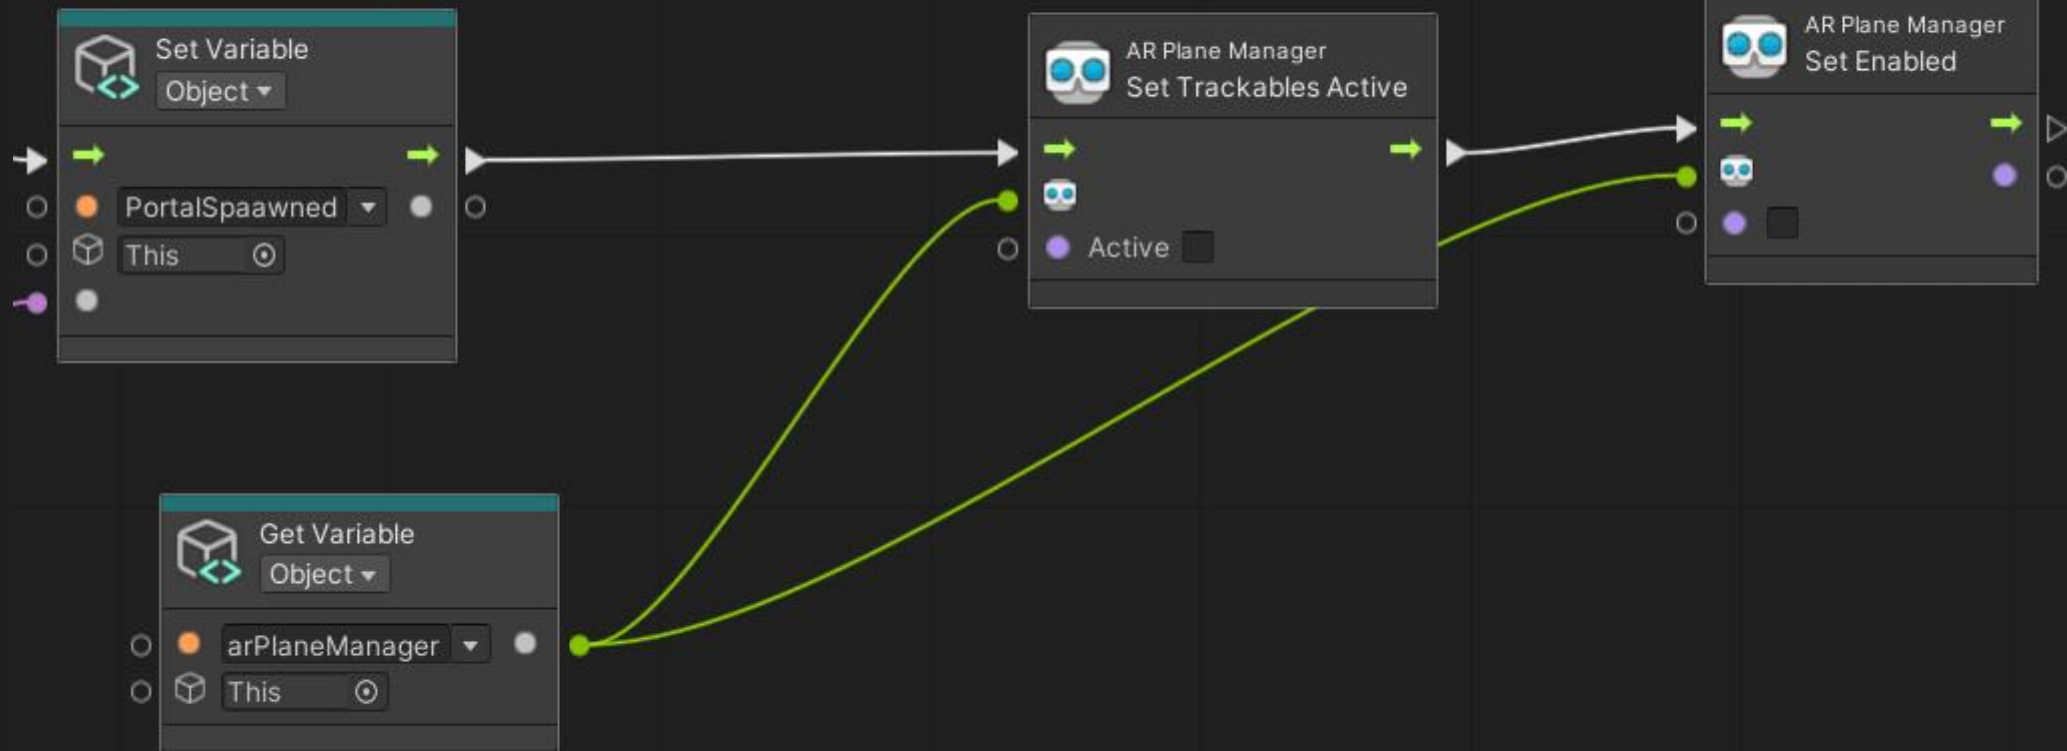 Set Variable
Object
PortalSpaawned
This
AR Plane Manager
Set Trackables Active
Active
AR Plane Manager
Set Enabled
Get Variable
Object
arPlaneManager
This